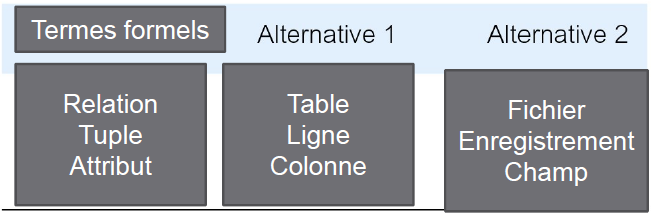 Termes formels
Alternative 1
Alternative 2
Relation
Tuple
Attribut
Table
Ligne
Colonne
Fichier
Enregistrement
Champ